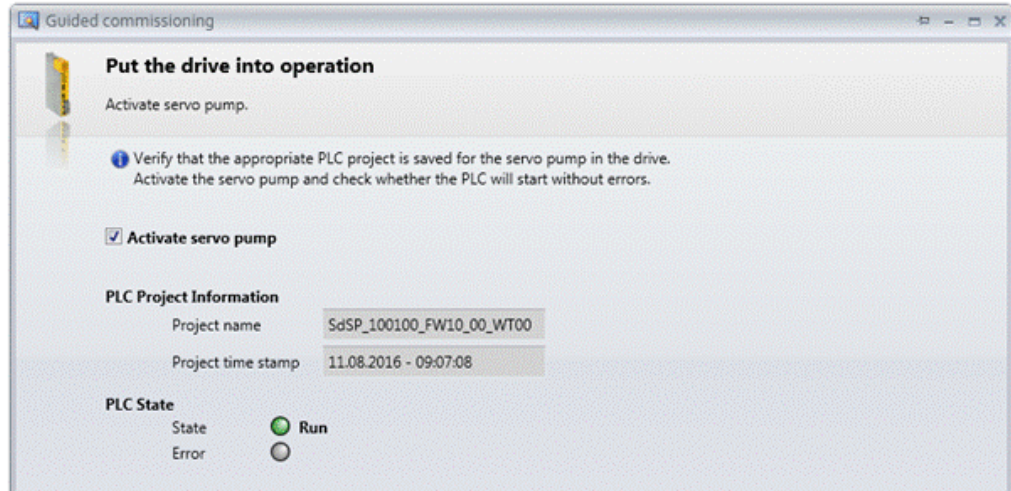 Guided commissioning
Put the drive into operation
Activate servo pump.
Verify that the appropriate PLC project is saved for the servo pump in the drive.
Activate the servo pump and check whether the PLC will start without errors.
Activate servo pump
PLC Project Information
Project name SdSP_100100_FW10_00_WT00
Project time stamp 11.08.2016 - 09:07:08
PLC State
State Run
Error